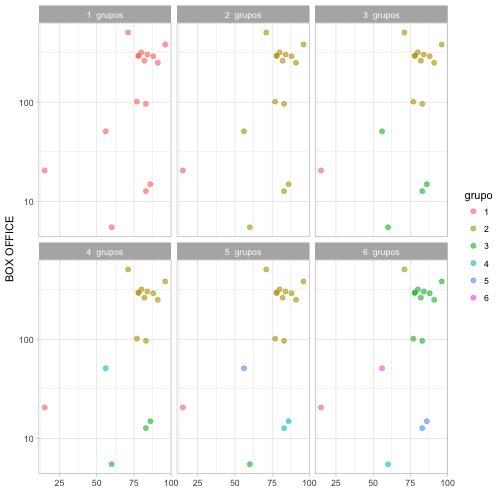 1 grupos
2 grupos
3 grupos
100
10
4 grupos
5 grupos
6 grupos
100
10
25 50 75 100
25 50 75 100
25 50 75 100
BOX OFFICE
grupo
1
2
3
4
5
6